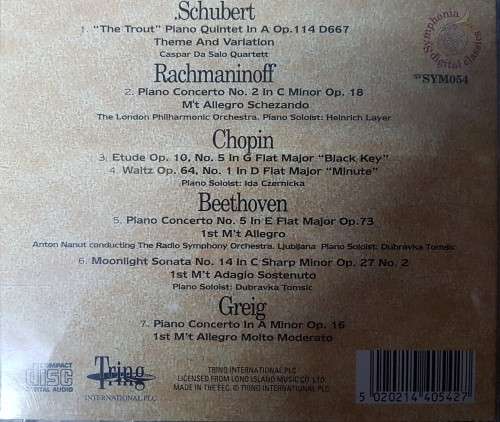 .Schubert
1. "The Trout" Piano Quintet In A Op.114 D667
Theme And Variation
Caspar Da Salo Quartett
Symphonia
digital classics
SYM054
Rachmaninoff
2. Piano Concerto No. 2 In C Minor Op. 18
M't Allegro Schezando
The London Philharmonic Orchestra. Piano Soloist: Heinrich Layer
Chopin
3. Etude Op. 10, No. 5 In G Flat Major "Black Key"
4. Waltz Op. 64, No. 1 In D Flat Major "Minute"
Piano Soloist: Ida Czernicka
Beethoven
5. Piano Concerto No. 5 In E Flat Major Op.73
1st M't Allegro
Anton Nanut conducting The Radio Symphony Orchestra. Ljubljana Piano Soloist: Dubravka Tomsic
6. Moonlight Sonata No. 14 In C Sharp Minor Op. 27 No. 2
1st M't Adagio Sostenuto
Piano Soloist: Dubravka Tomsic
Greig
7. Piano Concerto In A Minor Op. 16
1st M't Allegro Molto Moderato
COMPACT
DISC
DIGITAL AUDIO
Tring
INTERNATIONAL PLC
TRING INTERNATIONAL PLC
LICENSED FROM LONG ISLAND MUSIC CO. LTD.
MADE IN THE EEC. © TRING INTERNATIONAL PLC
5 020214 405427